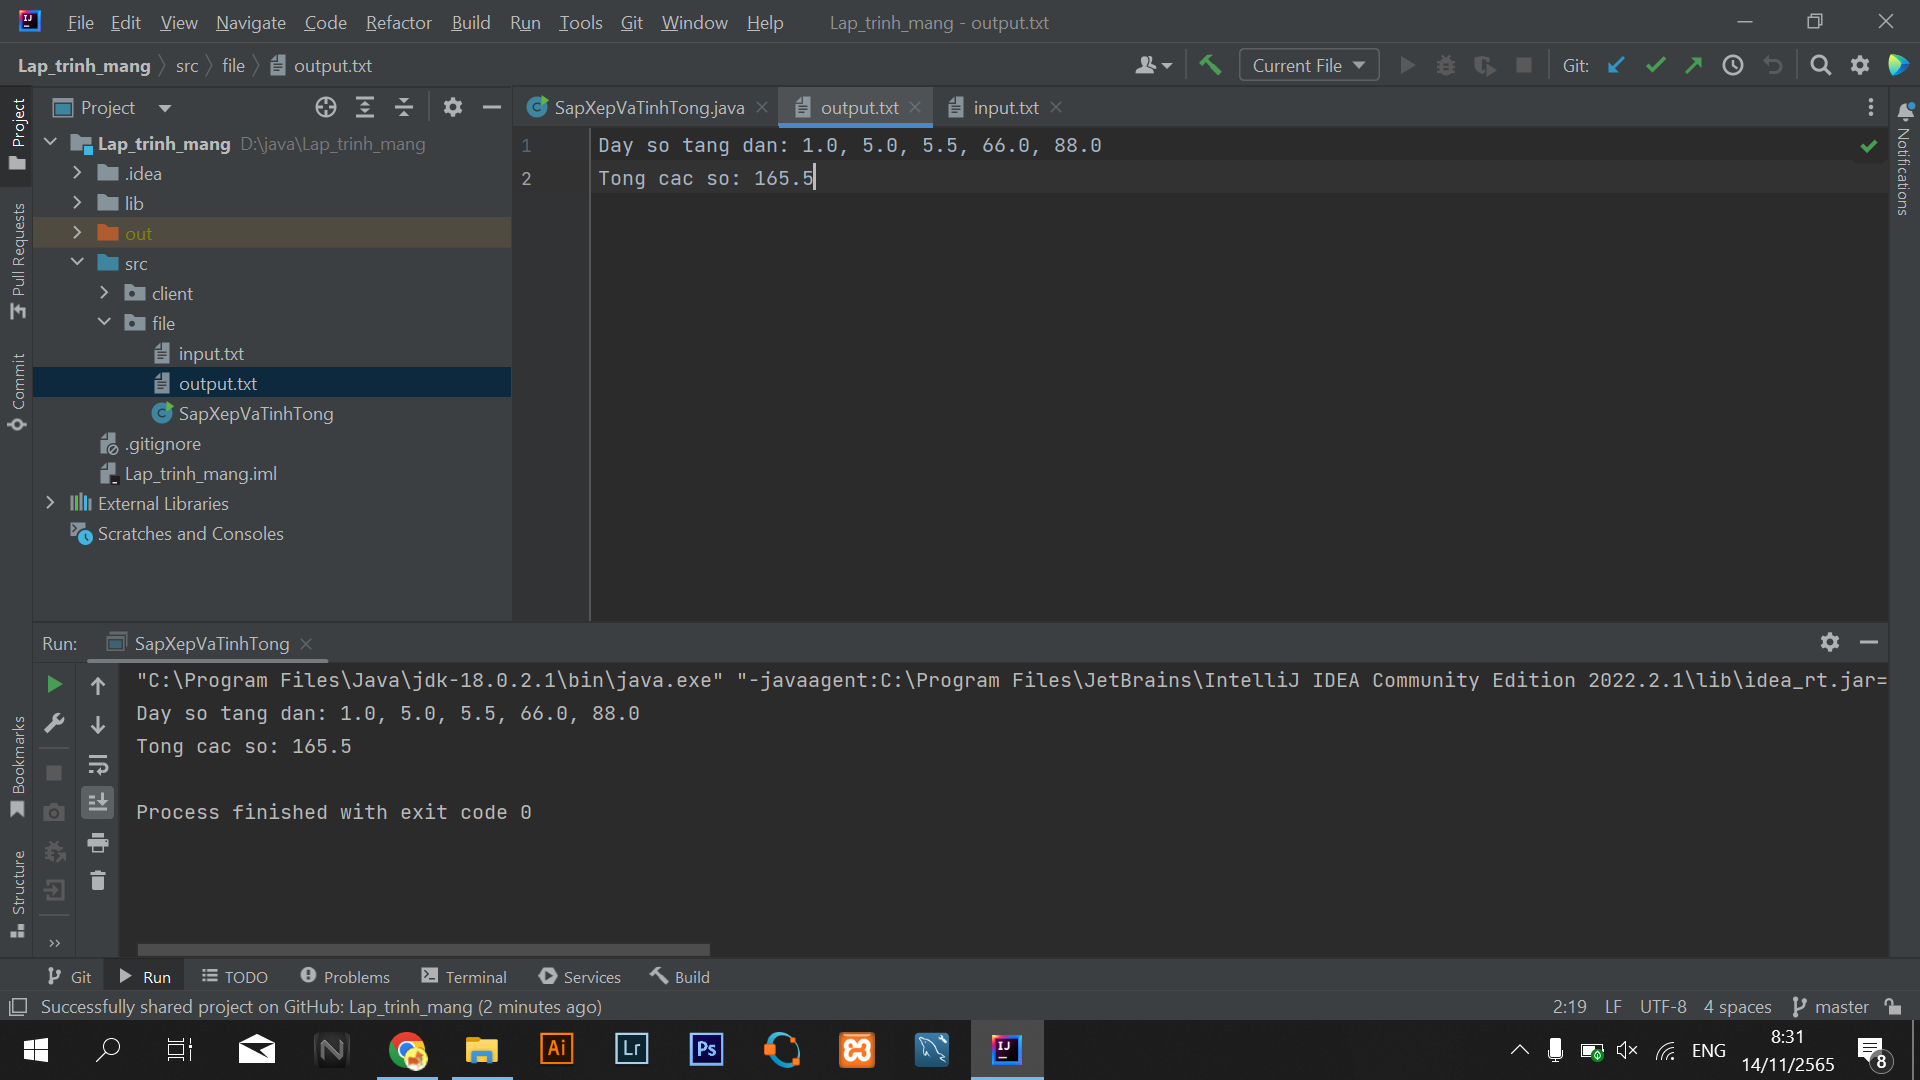 File Edit View Navigate Code Refactor Build Run Tools Git Window Help Lap_trinh_mang - output.txt
Lap_trinh_mang src file output.txt Current File Git:
Project
SapXepVaTinhTong.java output.txt input.txt
Lap_trinh_mang D:\java\Lap_trinh_mang
.idea
lib
out
src
client
file
input.txt
output.txt
SapXepVaTinhTong
.gitignore
Lap_trinh_mang.iml
External Libraries
Scratches and Consoles
1 Day so tang dan: 1.0, 5.0, 5.5, 66.0, 88.0
2 Tong cac so: 165.5
Project
Pull Requests
Commit
Bookmarks
Structure
Notifications
Run: SapXepVaTinhTong
"C:\Program Files\Java\jdk-18.0.2.1\bin\java.exe" "-javaagent:C:\Program Files\JetBrains\IntelliJ IDEA Community Edition 2022.2.1\lib\idea_rt.jar=
Day so tang dan: 1.0, 5.0, 5.5, 66.0, 88.0
Tong cac so: 165.5
Process finished with exit code 0
Git Run TODO Problems Terminal Services Build
Successfully shared project on GitHub: Lap_trinh_mang (2 minutes ago) 2:19 LF UTF-8 4 spaces master
Ai Lr Ps IJ ENG
8:31
14/11/2565
8